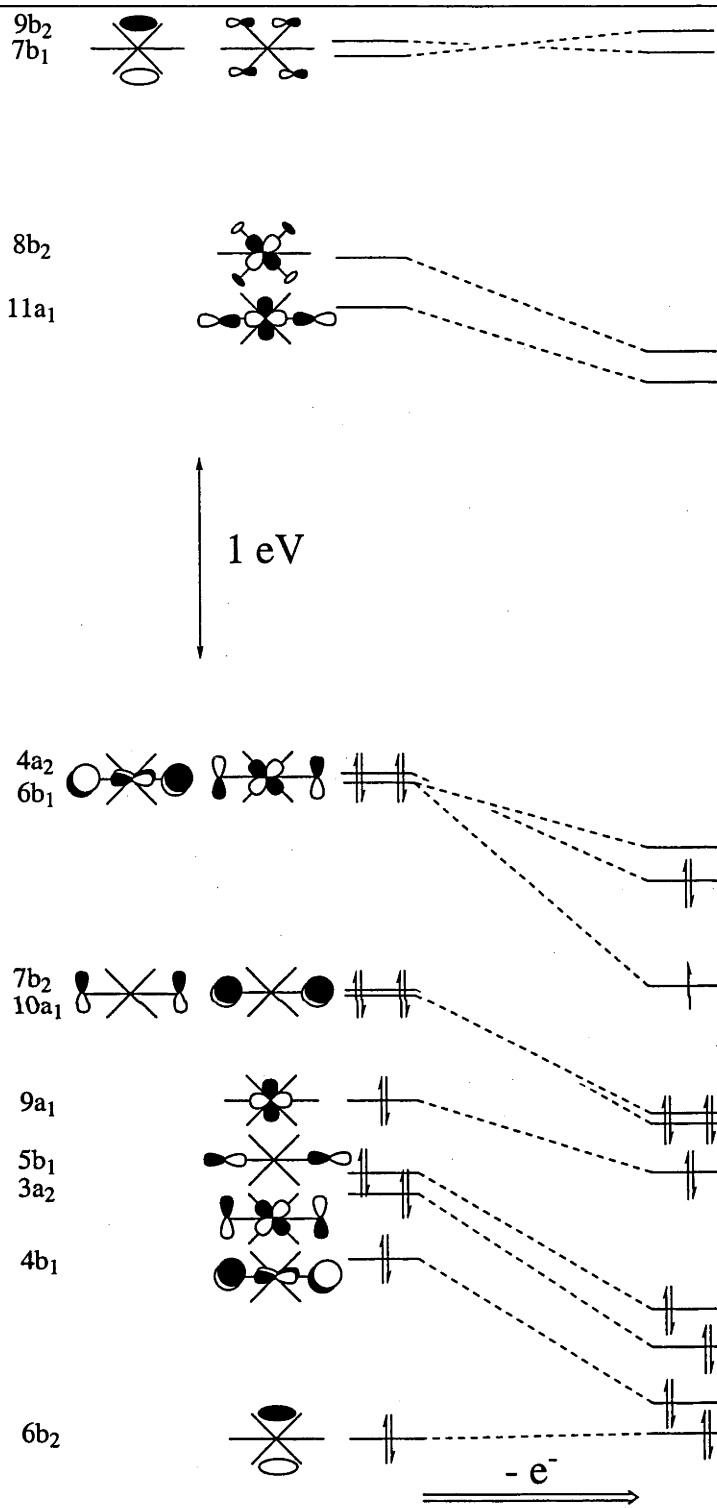 9b₂
7b₁
8b₂
11a₁
1 eV
4a₂
6b₁
7b₂
10a₁
9a₁
5b₁
3a₂
4b₁
6b₂
- e⁻